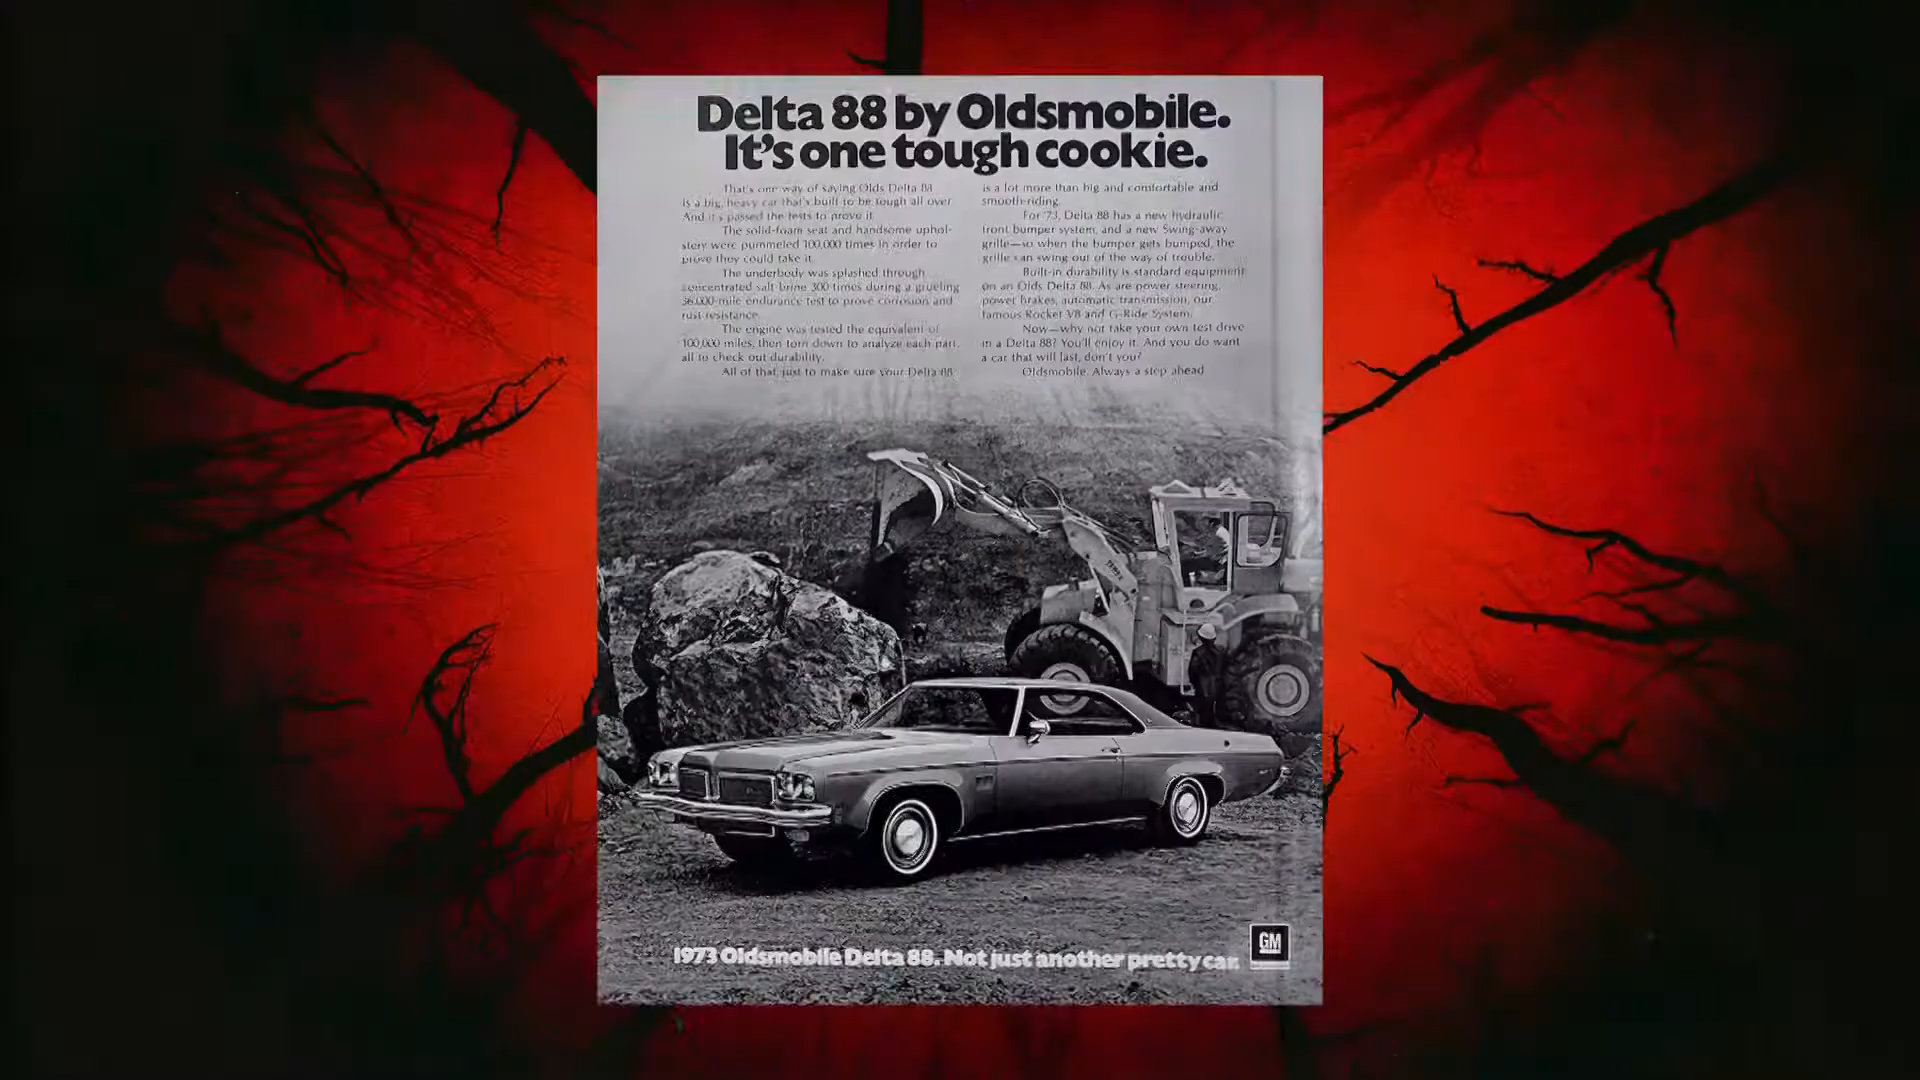 Delta 88 by Oldsmobile.
It's one tough cookie.
That's one way of saying Olds Delta 88
is a big, heavy car that's built to be tough all over.
And it's passed the tests to prove it.
The solid-foam seat and handsome uphol-
stery were pummeled 100,000 times in order to
prove they could take it.
The underbody was splashed through
concentrated salt brine 300 times during a grueling
36,000-mile endurance test to prove corrosion and
rust resistance.
The engine was tested the equivalent of
100,000 miles, then torn down to analyze each part,
all to check out durability.
All of that, just to make sure your Delta 88
is a lot more than big and comfortable and
smooth-riding.
For '73, Delta 88 has a new hydraulic
front bumper system, and a new Swing-away
grille—so when the bumper gets bumped, the
grille can swing out of the way of trouble.
Built-in durability is standard equipment
on an Olds Delta 88. As are power steering,
power brakes, automatic transmission, our
famous Rocket V8 and G-Ride System.
Now—why not take your own test drive
in a Delta 88? You'll enjoy it. And you do want
a car that will last, don't you?
Oldsmobile. Always a step ahead
TEREX
1973 Oldsmobile Delta 88. Not just another pretty car.
GM